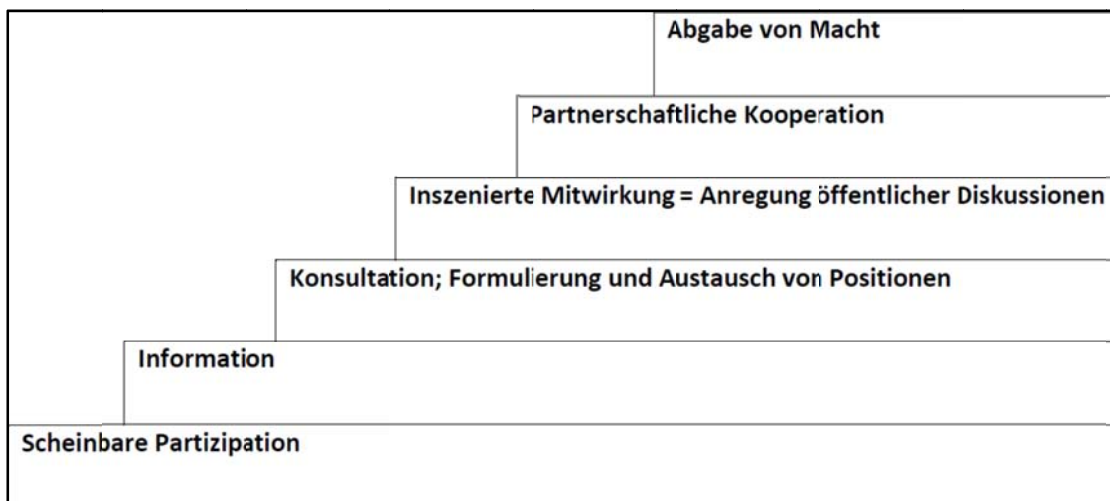 Abgabe von Macht
Partnerschaftliche Kooperation
Inszenierte Mitwirkung = Anregung öffentlicher Diskussionen
Konsultation; Formulierung und Austausch von Positionen
Information
Scheinbare Partizipation